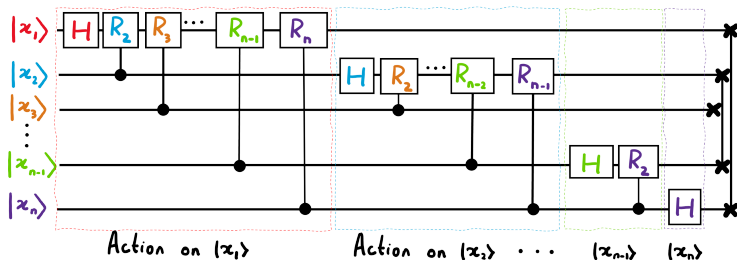 |x₁⟩ H R₂ R₃ ... Rₙ₋₁ Rₙ
|x₂⟩ H R₂ ... Rₙ₋₂ Rₙ₋₁
|x₃⟩
⋮
|xₙ₋₁⟩ H R₂
|xₙ⟩ H
Action on |x₁⟩ Action on |x₂⟩ ... |xₙ₋₁⟩ |xₙ⟩